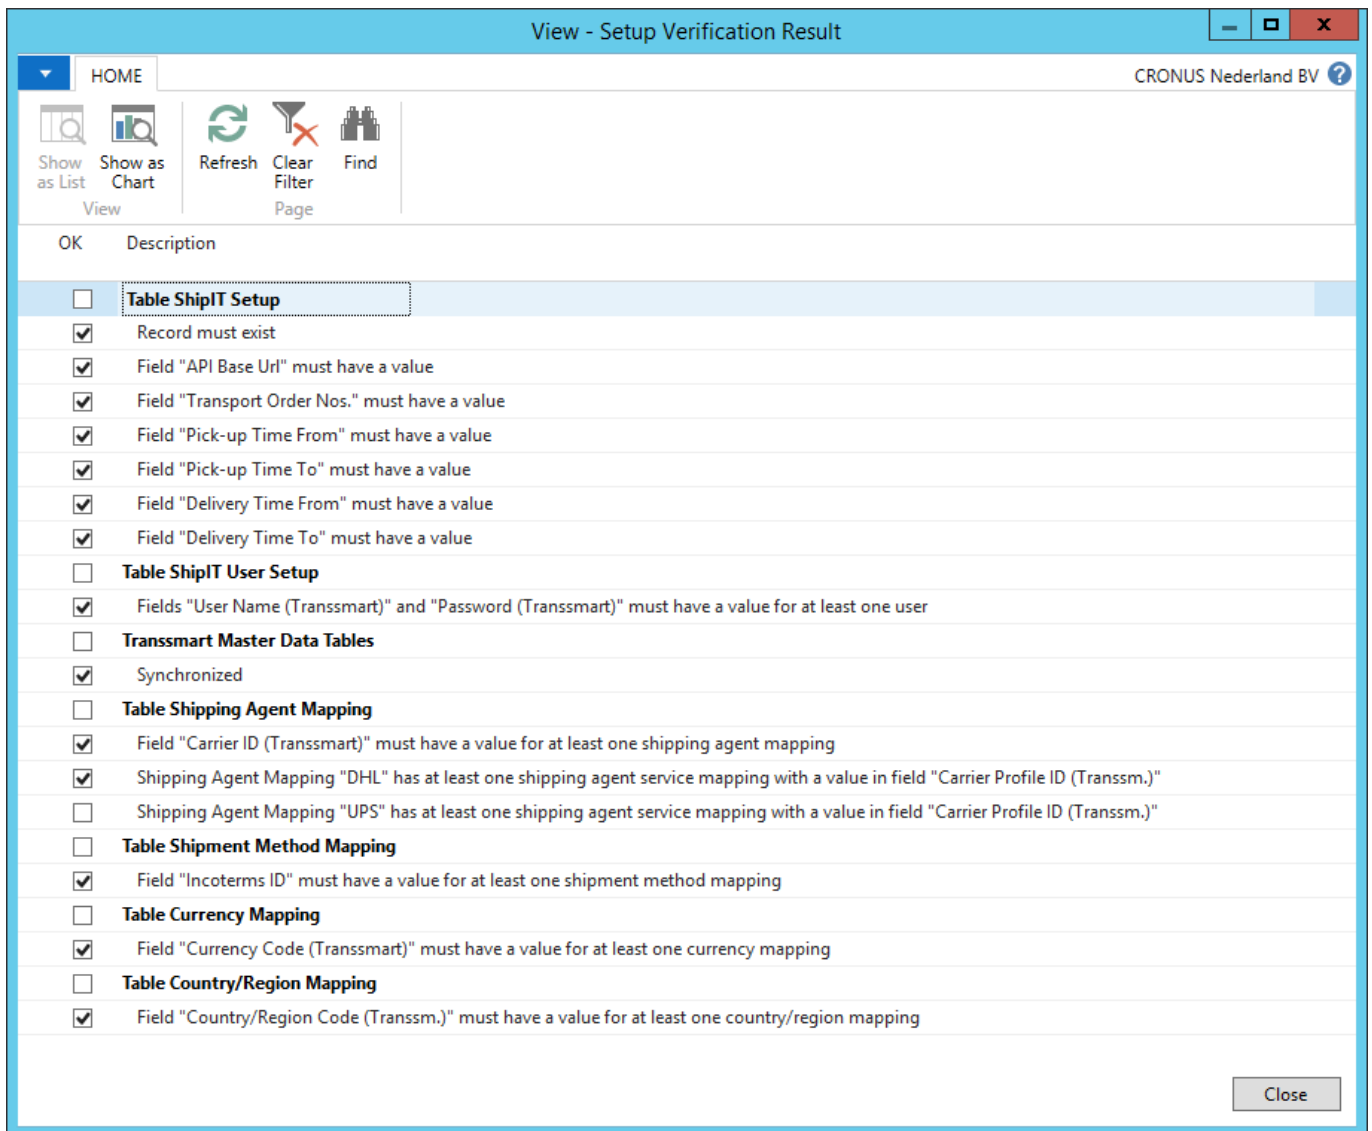 View - Setup Verification Result
HOME
CRONUS Nederland BV
Show as List
Show as Chart
View
Refresh
Clear Filter
Find
Page
OK Description
Table ShipIT Setup
Record must exist
Field "API Base Url" must have a value
Field "Transport Order Nos." must have a value
Field "Pick-up Time From" must have a value
Field "Pick-up Time To" must have a value
Field "Delivery Time From" must have a value
Field "Delivery Time To" must have a value
Table ShipIT User Setup
Fields "User Name (Transsmart)" and "Password (Transsmart)" must have a value for at least one user
Transsmart Master Data Tables
Synchronized
Table Shipping Agent Mapping
Field "Carrier ID (Transsmart)" must have a value for at least one shipping agent mapping
Shipping Agent Mapping "DHL" has at least one shipping agent service mapping with a value in field "Carrier Profile ID (Transsm.)"
Shipping Agent Mapping "UPS" has at least one shipping agent service mapping with a value in field "Carrier Profile ID (Transsm.)"
Table Shipment Method Mapping
Field "Incoterms ID" must have a value for at least one shipment method mapping
Table Currency Mapping
Field "Currency Code (Transsmart)" must have a value for at least one currency mapping
Table Country/Region Mapping
Field "Country/Region Code (Transsm.)" must have a value for at least one country/region mapping
Close